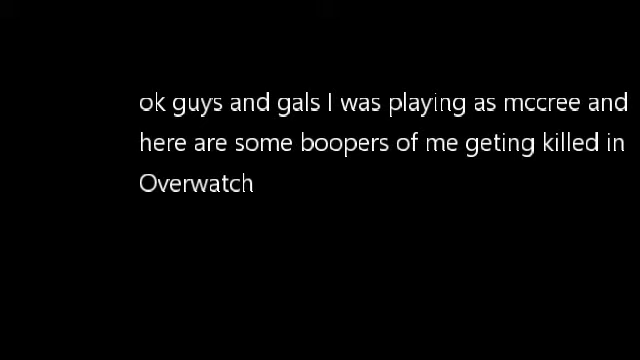 ok guys and gals I was playing as mccree and
here are some boopers of me geting killed in
Overwatch